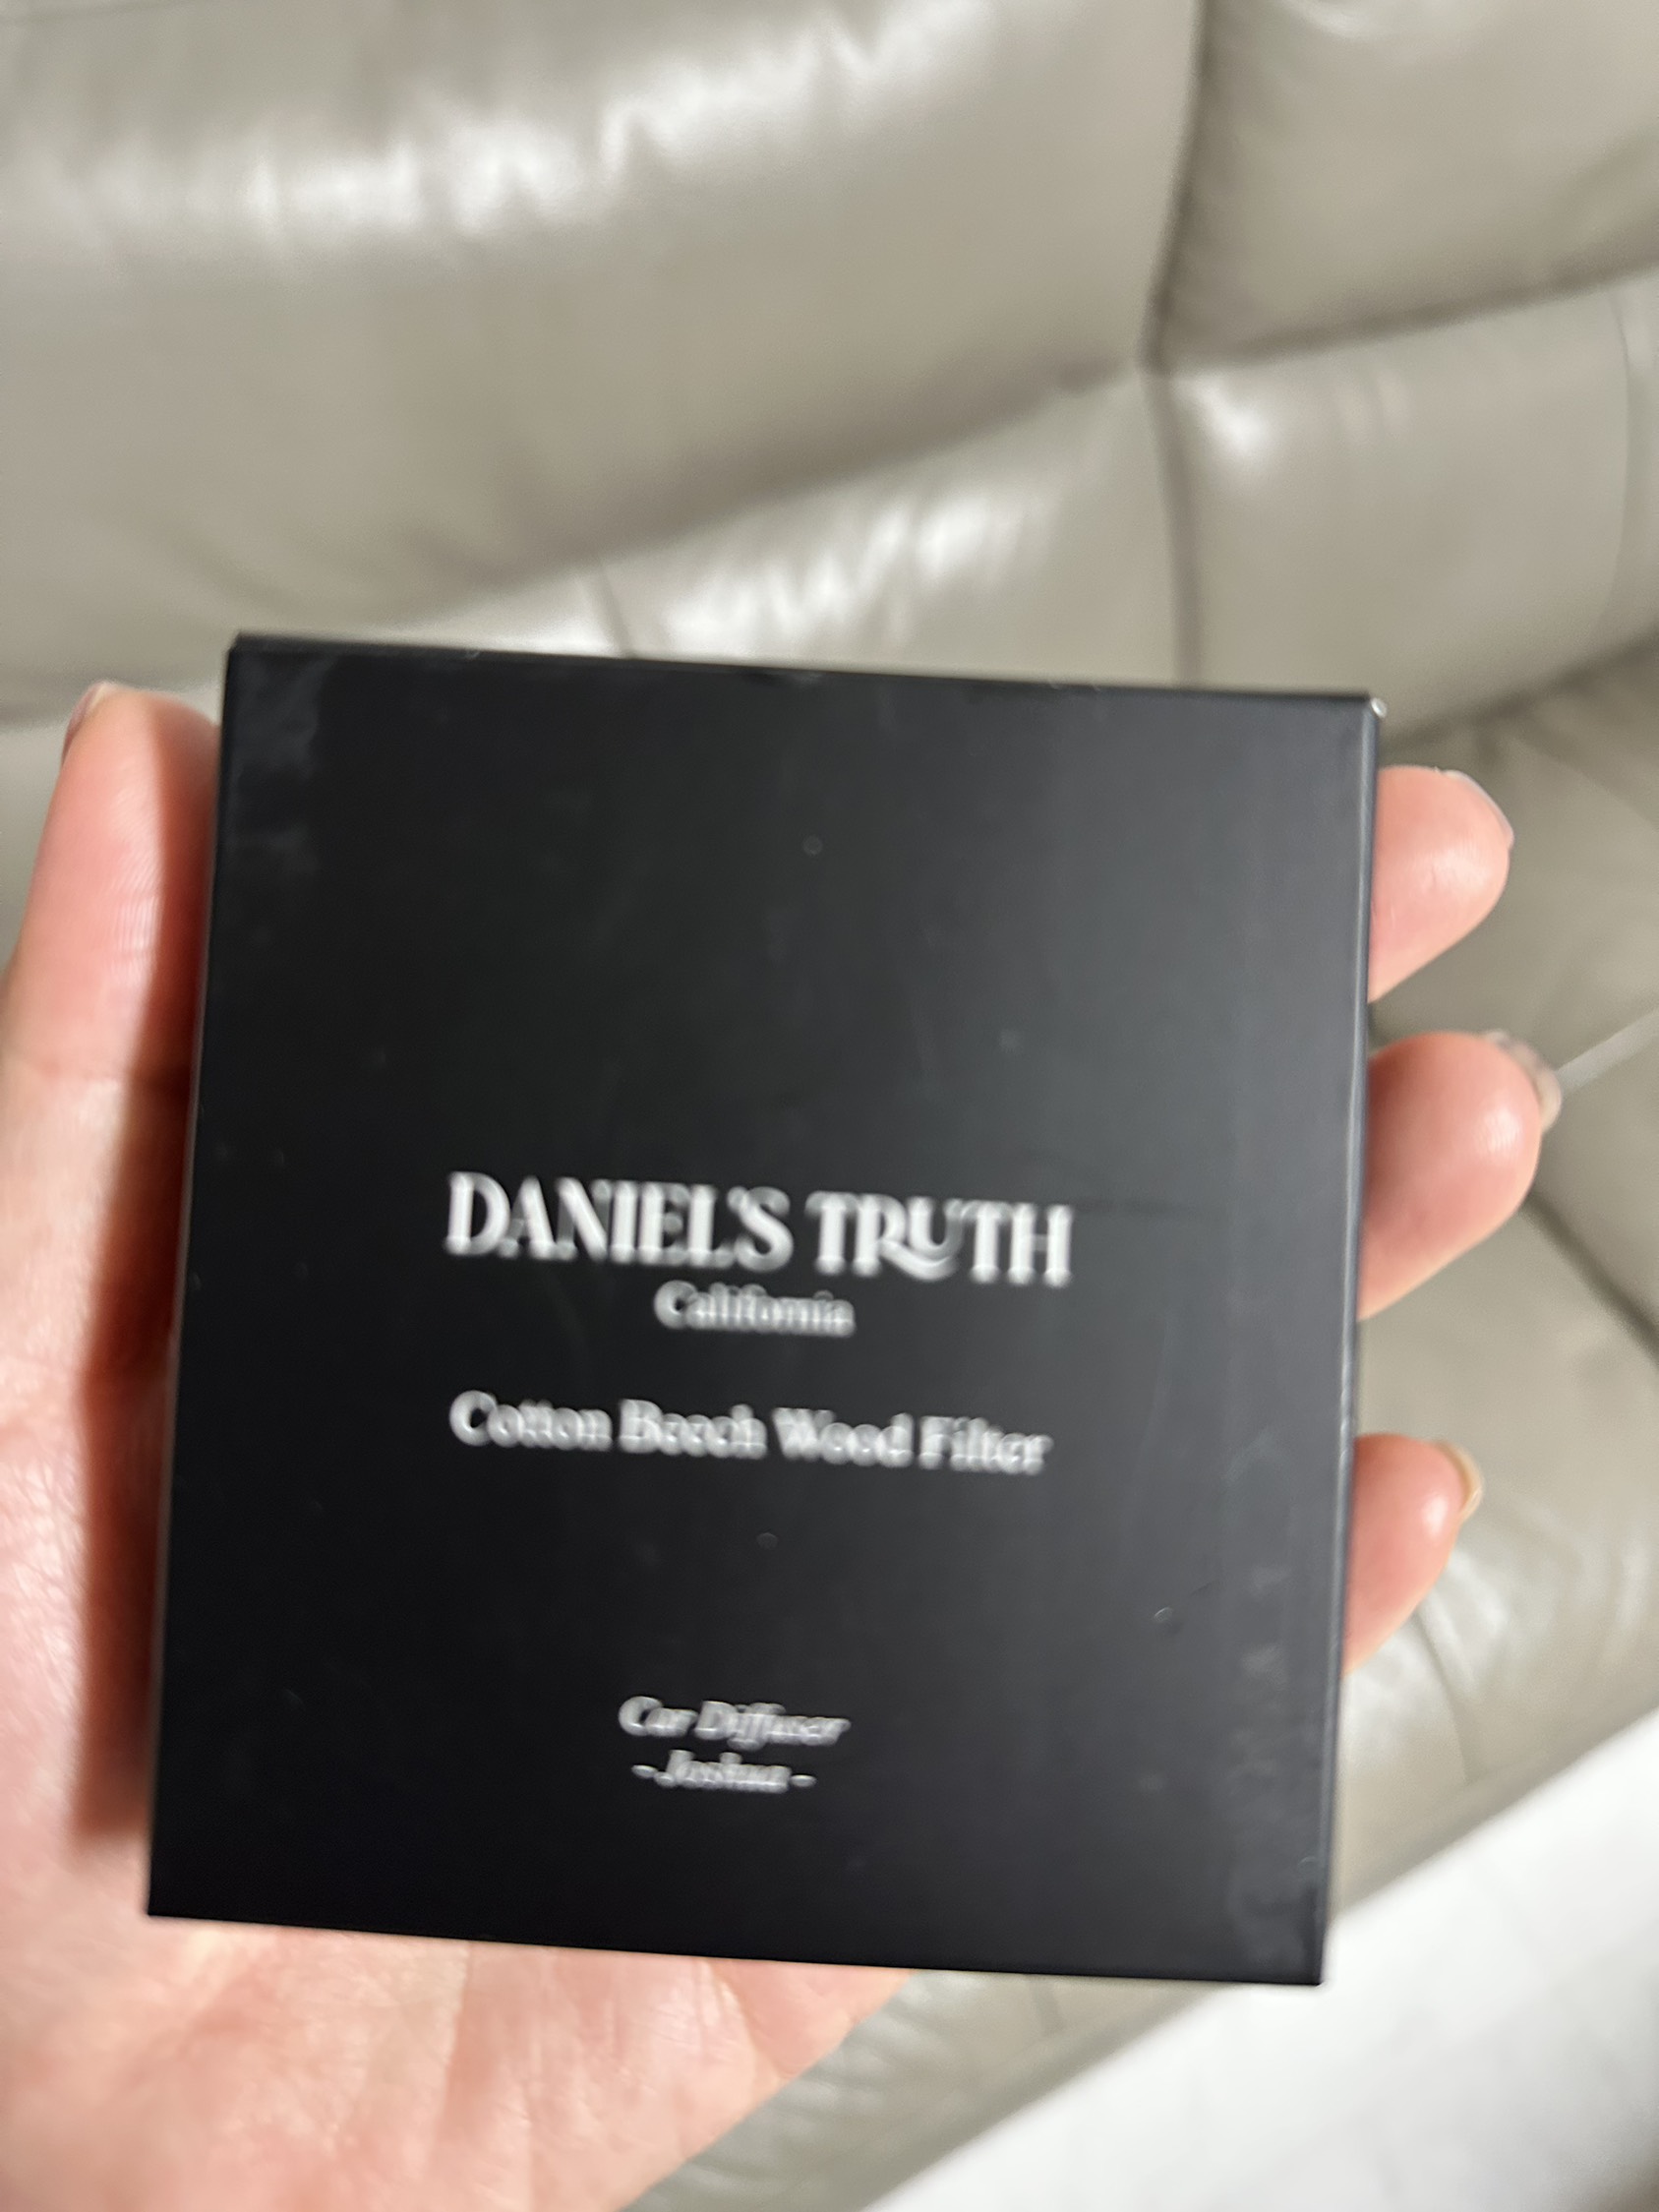 DANIEL'S TRUTH
California
Cotton Beech Wood Filter
Car Diffuser
- Joshua -